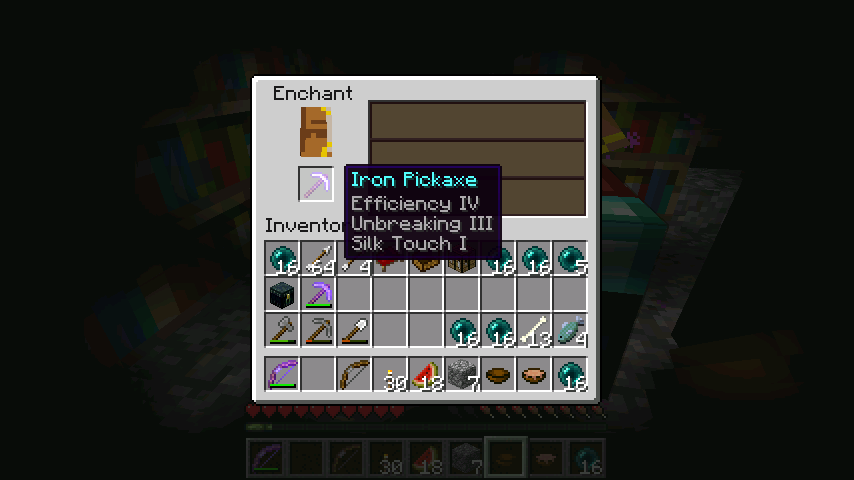 Enchant
Iron Pickaxe
Efficiency IV
Unbreaking III
Silk Touch I
Inventor
16 64 4 16 16 5
16 16 13 4
30 18 7 16
30 18 7 16